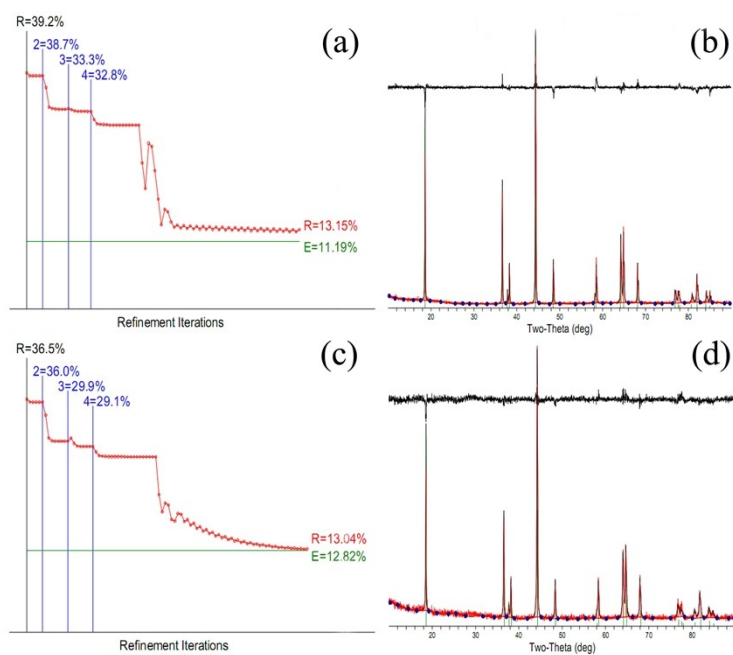 R=39.2%
(a)
2=38.7%
3=33.3%
4=32.8%
R=13.15%
E=11.19%
Refinement Iterations
(b)
20 30 40 50 60 70 80
Two-Theta (deg)
R=36.5%
(c)
2=36.0%
3=29.9%
4=29.1%
R=13.04%
E=12.82%
Refinement Iterations
(d)
20 30 40 50 60 70 80
Two-Theta (deg)